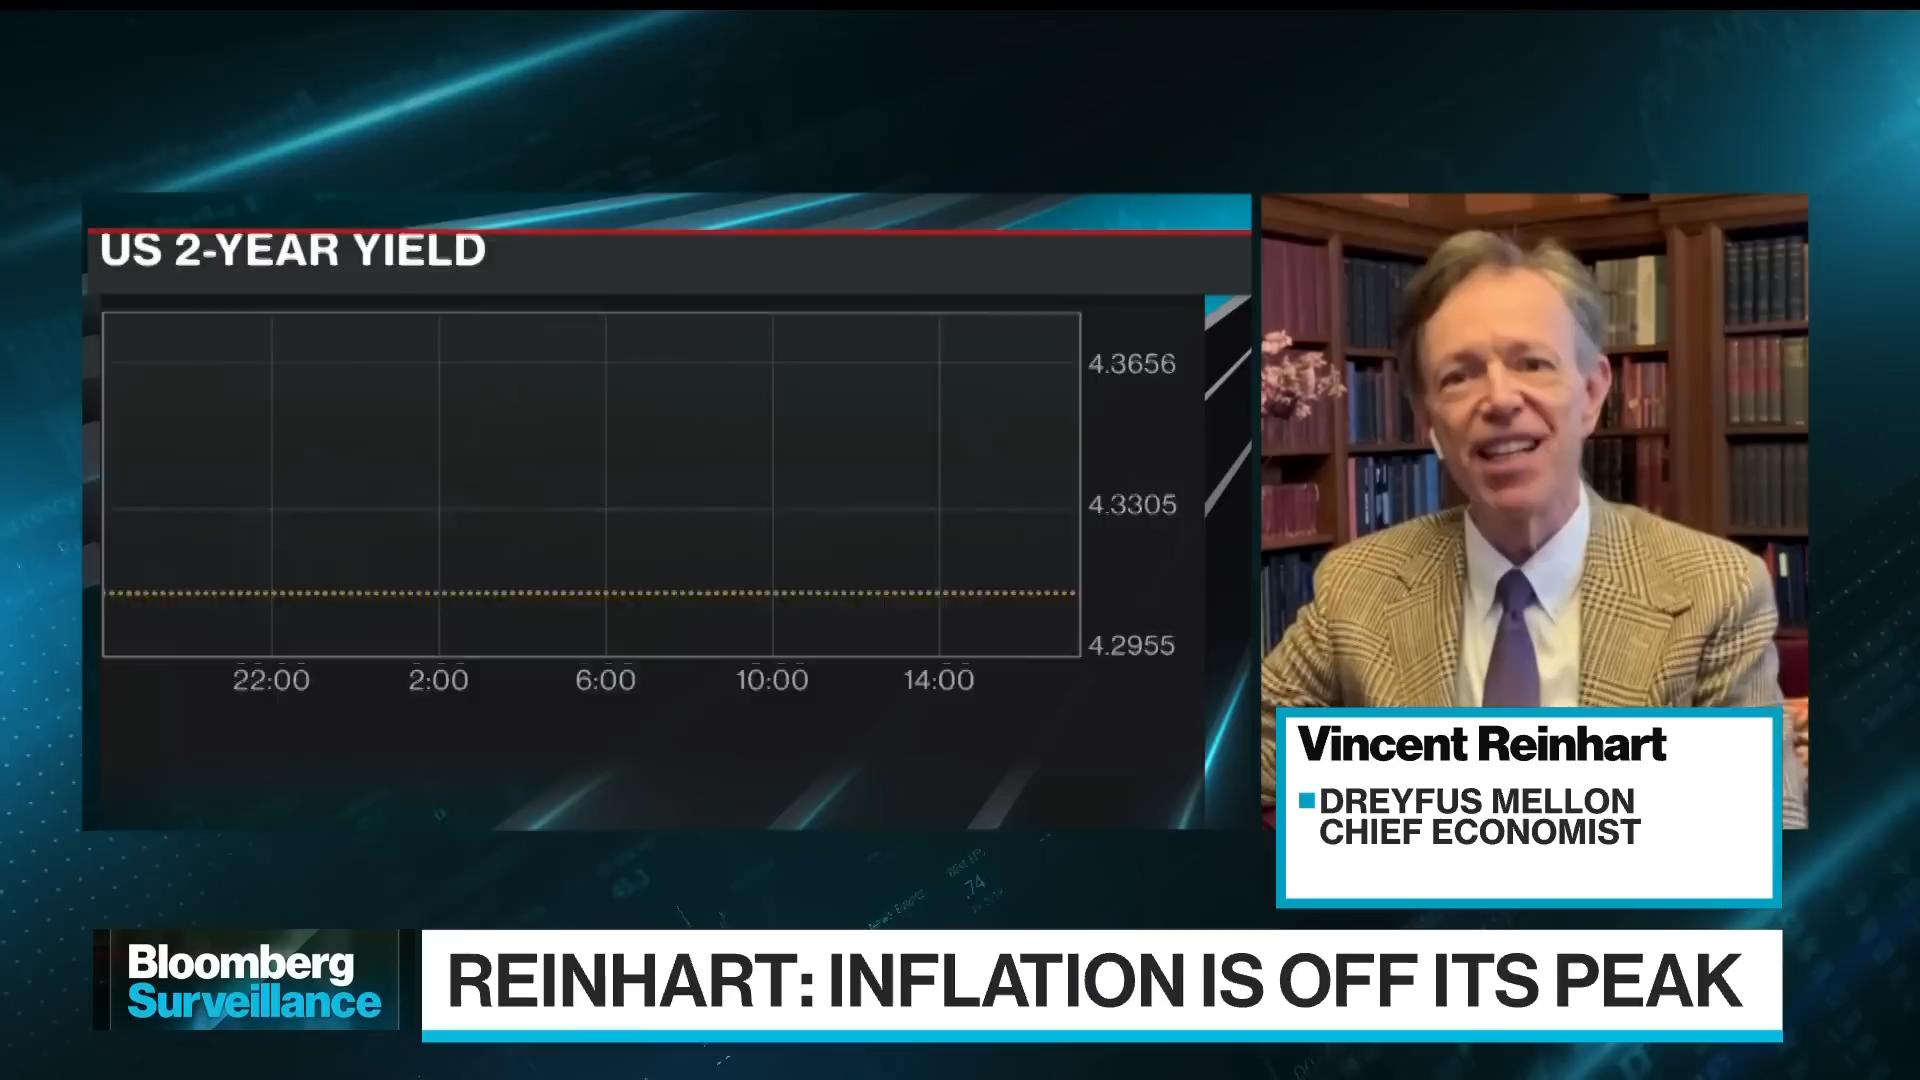 US 2-YEAR YIELD
4.3656
4.3305
4.2955
22:00
2:00
6:00
10:00
14:00
Vincent Reinhart
DREYFUS MELLON
CHIEF ECONOMIST
Bloomberg
Surveillance
REINHART: INFLATION IS OFF ITS PEAK